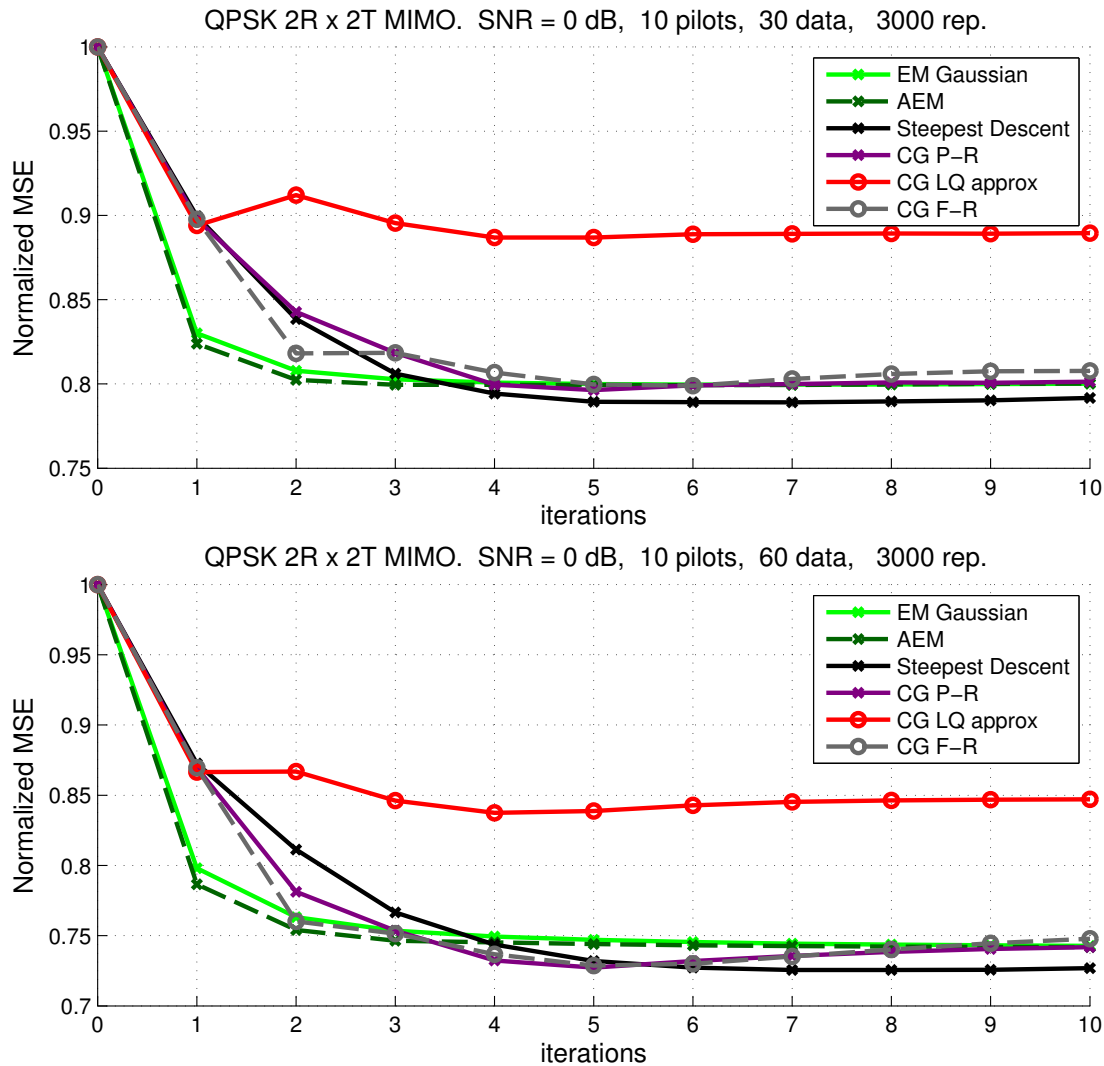 QPSK 2R x 2T MIMO. SNR = 0 dB, 10 pilots, 30 data, 3000 rep.
1
0.95
0.9
0.85
0.8
0.75
Normalized MSE
EM Gaussian
AEM
Steepest Descent
CG P−R
CG LQ approx
CG F−R
0 1 2 3 4 5 6 7 8 9 10
iterations
QPSK 2R x 2T MIMO. SNR = 0 dB, 10 pilots, 60 data, 3000 rep.
1
0.95
0.9
0.85
0.8
0.75
0.7
Normalized MSE
EM Gaussian
AEM
Steepest Descent
CG P−R
CG LQ approx
CG F−R
0 1 2 3 4 5 6 7 8 9 10
iterations